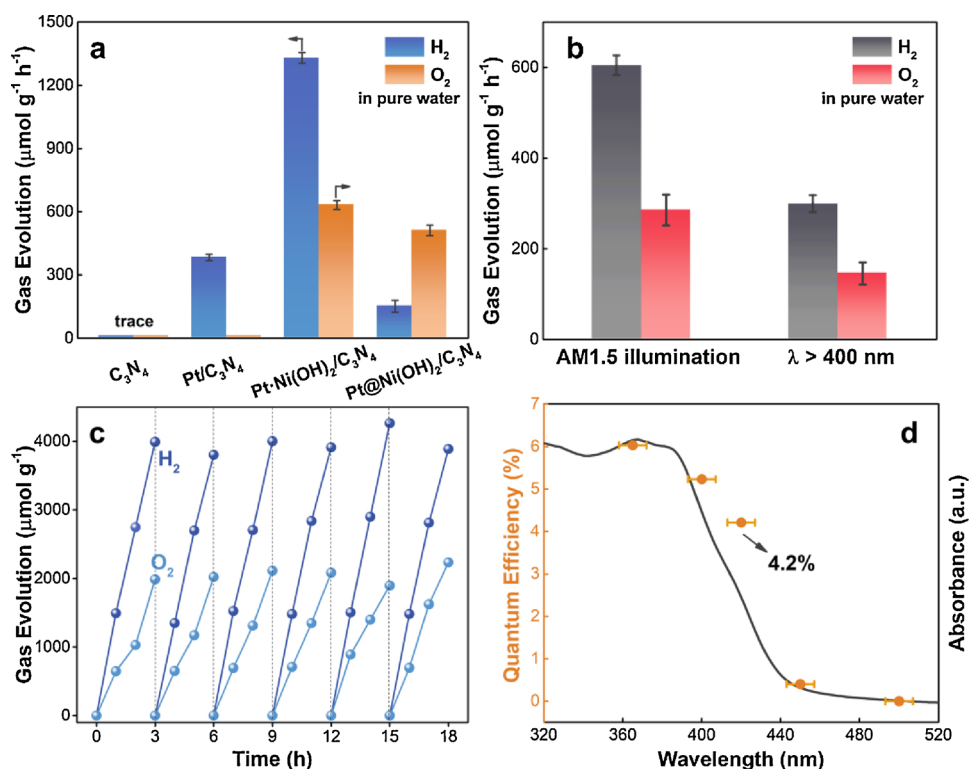 a
Gas Evolution (μmol g⁻¹ h⁻¹)
1500
1200
900
600
300
0
H₂
O₂
in pure water
trace
C₃N₄
Pt/C₃N₄
Pt·Ni(OH)₂/C₃N₄
Pt@Ni(OH)₂/C₃N₄
b
Gas Evolution (μmol g⁻¹ h⁻¹)
600
400
200
0
H₂
O₂
in pure water
AM1.5 illumination
λ > 400 nm
c
Gas Evolution (μmol g⁻¹)
4000
3000
2000
1000
0
H₂
O₂
0 3 6 9 12 15 18
Time (h)
d
Quantum Efficiency (%)
7
6
5
4
3
2
1
0
4.2%
Absorbance (a.u.)
320 360 400 440 480 520
Wavelength (nm)